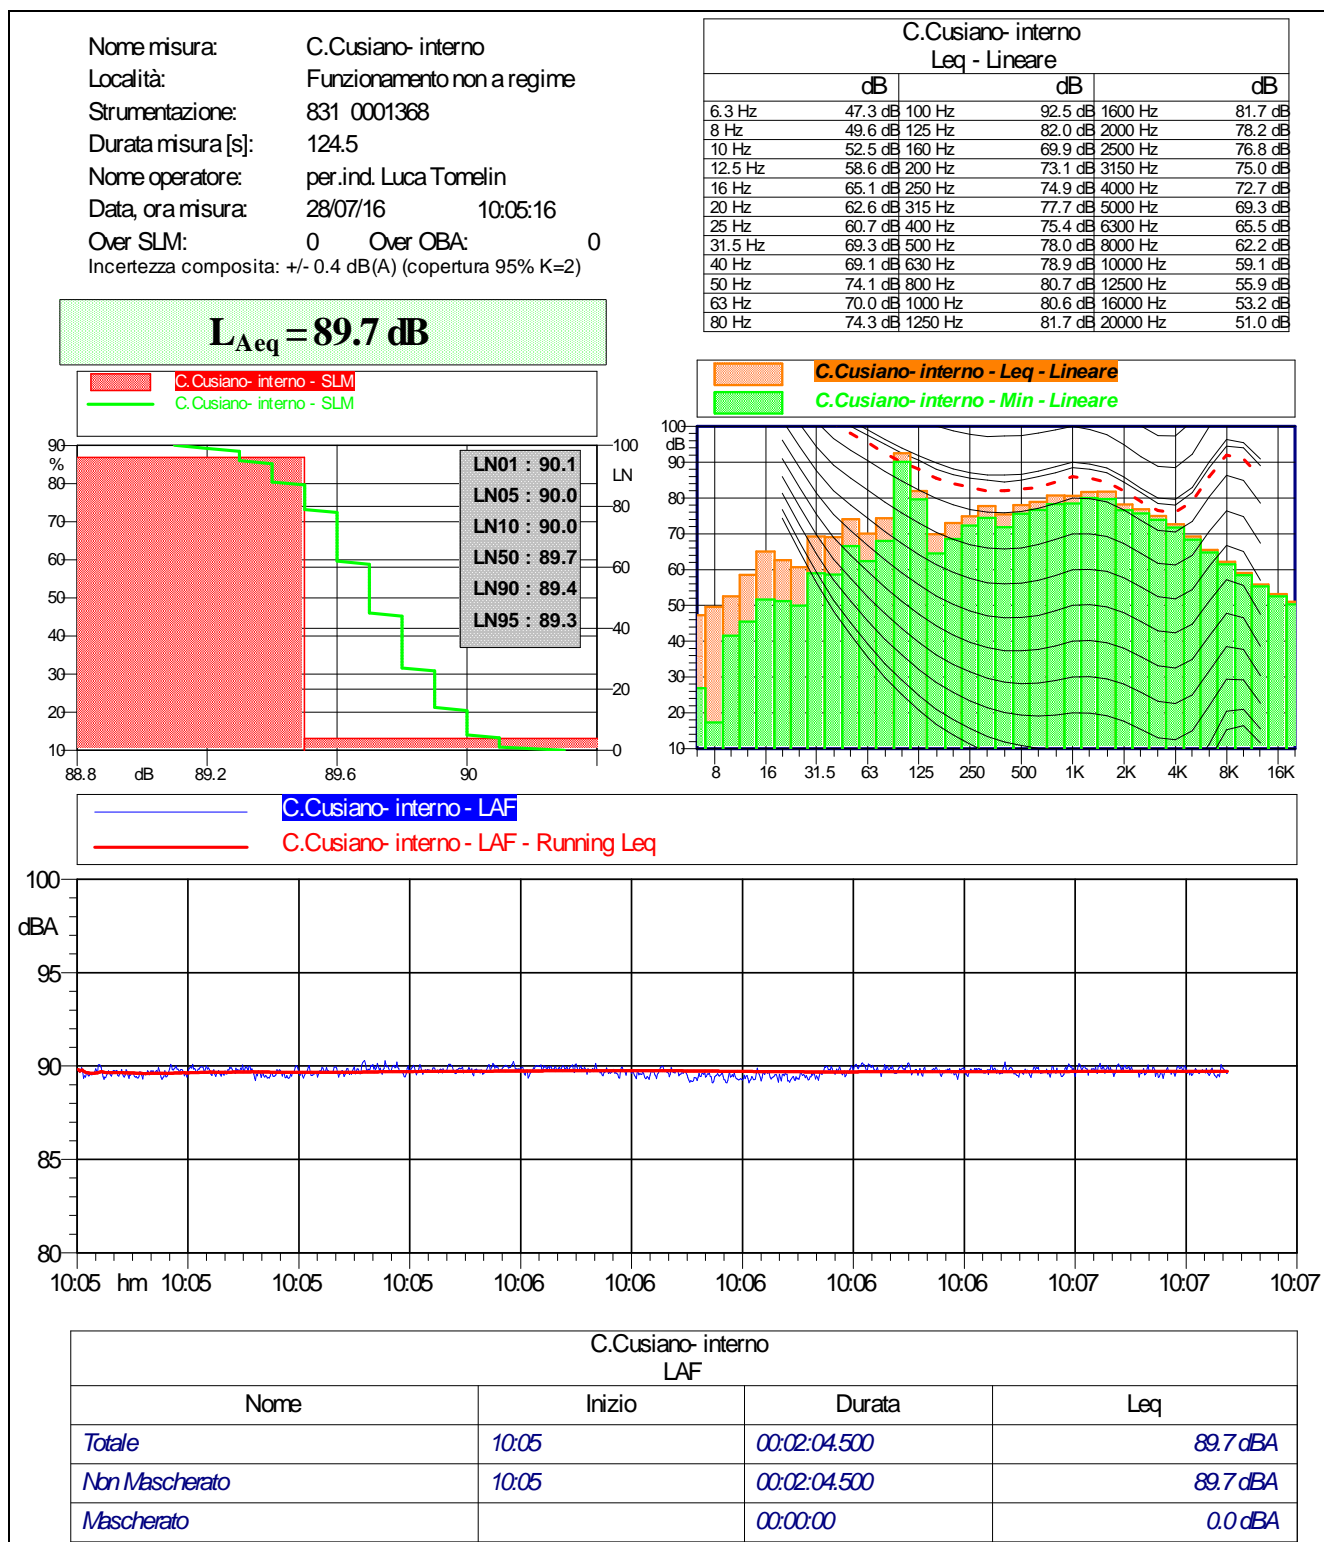 Nome misura: C.Cusiano- interno
Località: Funzionamento non a regime
Strumentazione: 831 0001368
Durata misura [s]: 124.5
Nome operatore: per.ind. Luca Tomelin
Data, ora misura: 28/07/16 10:05:16
Over SLM: 0 Over OBA: 0
Incertezza composita: +/- 0.4 dB(A) (copertura 95% K=2)
LAeq = 89.7 dB
C.Cusiano- interno
Leq - Lineare
dB dB dB
6.3 Hz 47.3 dB 100 Hz 92.5 dB 1600 Hz 81.7 dB
8 Hz 49.6 dB 125 Hz 82.0 dB 2000 Hz 78.2 dB
10 Hz 52.5 dB 160 Hz 69.9 dB 2500 Hz 76.8 dB
12.5 Hz 58.6 dB 200 Hz 73.1 dB 3150 Hz 75.0 dB
16 Hz 65.1 dB 250 Hz 74.9 dB 4000 Hz 72.7 dB
20 Hz 62.6 dB 315 Hz 77.7 dB 5000 Hz 69.3 dB
25 Hz 60.7 dB 400 Hz 75.4 dB 6300 Hz 65.5 dB
31.5 Hz 69.3 dB 500 Hz 78.0 dB 8000 Hz 62.2 dB
40 Hz 69.1 dB 630 Hz 78.9 dB 10000 Hz 59.1 dB
50 Hz 74.1 dB 800 Hz 80.7 dB 12500 Hz 55.9 dB
63 Hz 70.0 dB 1000 Hz 80.6 dB 16000 Hz 53.2 dB
80 Hz 74.3 dB 1250 Hz 81.7 dB 20000 Hz 51.0 dB
C.Cusiano- interno - SLM
C.Cusiano- interno - SLM
90 100
%
LN
80 80
70
60 60
50
40 40
30
20 20
10 0
88.8 dB 89.2 89.6 90
LN01 : 90.1
LN05 : 90.0
LN10 : 90.0
LN50 : 89.7
LN90 : 89.4
LN95 : 89.3
C.Cusiano- interno - Leq - Lineare
C.Cusiano- interno - Min - Lineare
100
dB
90
80
70
60
50
40
30
20
10
8 16 31.5 63 125 250 500 1K 2K 4K 8K 16K
C.Cusiano- interno - LAF
C.Cusiano- interno - LAF - Running Leq
100
dBA
95
90
85
80
10:05 hm 10:05 10:05 10:05 10:06 10:06 10:06 10:06 10:06 10:07 10:07 10:07
C.Cusiano- interno
LAF
Nome Inizio Durata Leq
Totale 10:05 00:02:04.500 89.7 dBA
Non Mascherato 10:05 00:02:04.500 89.7 dBA
Mascherato 00:00:00 0.0 dBA